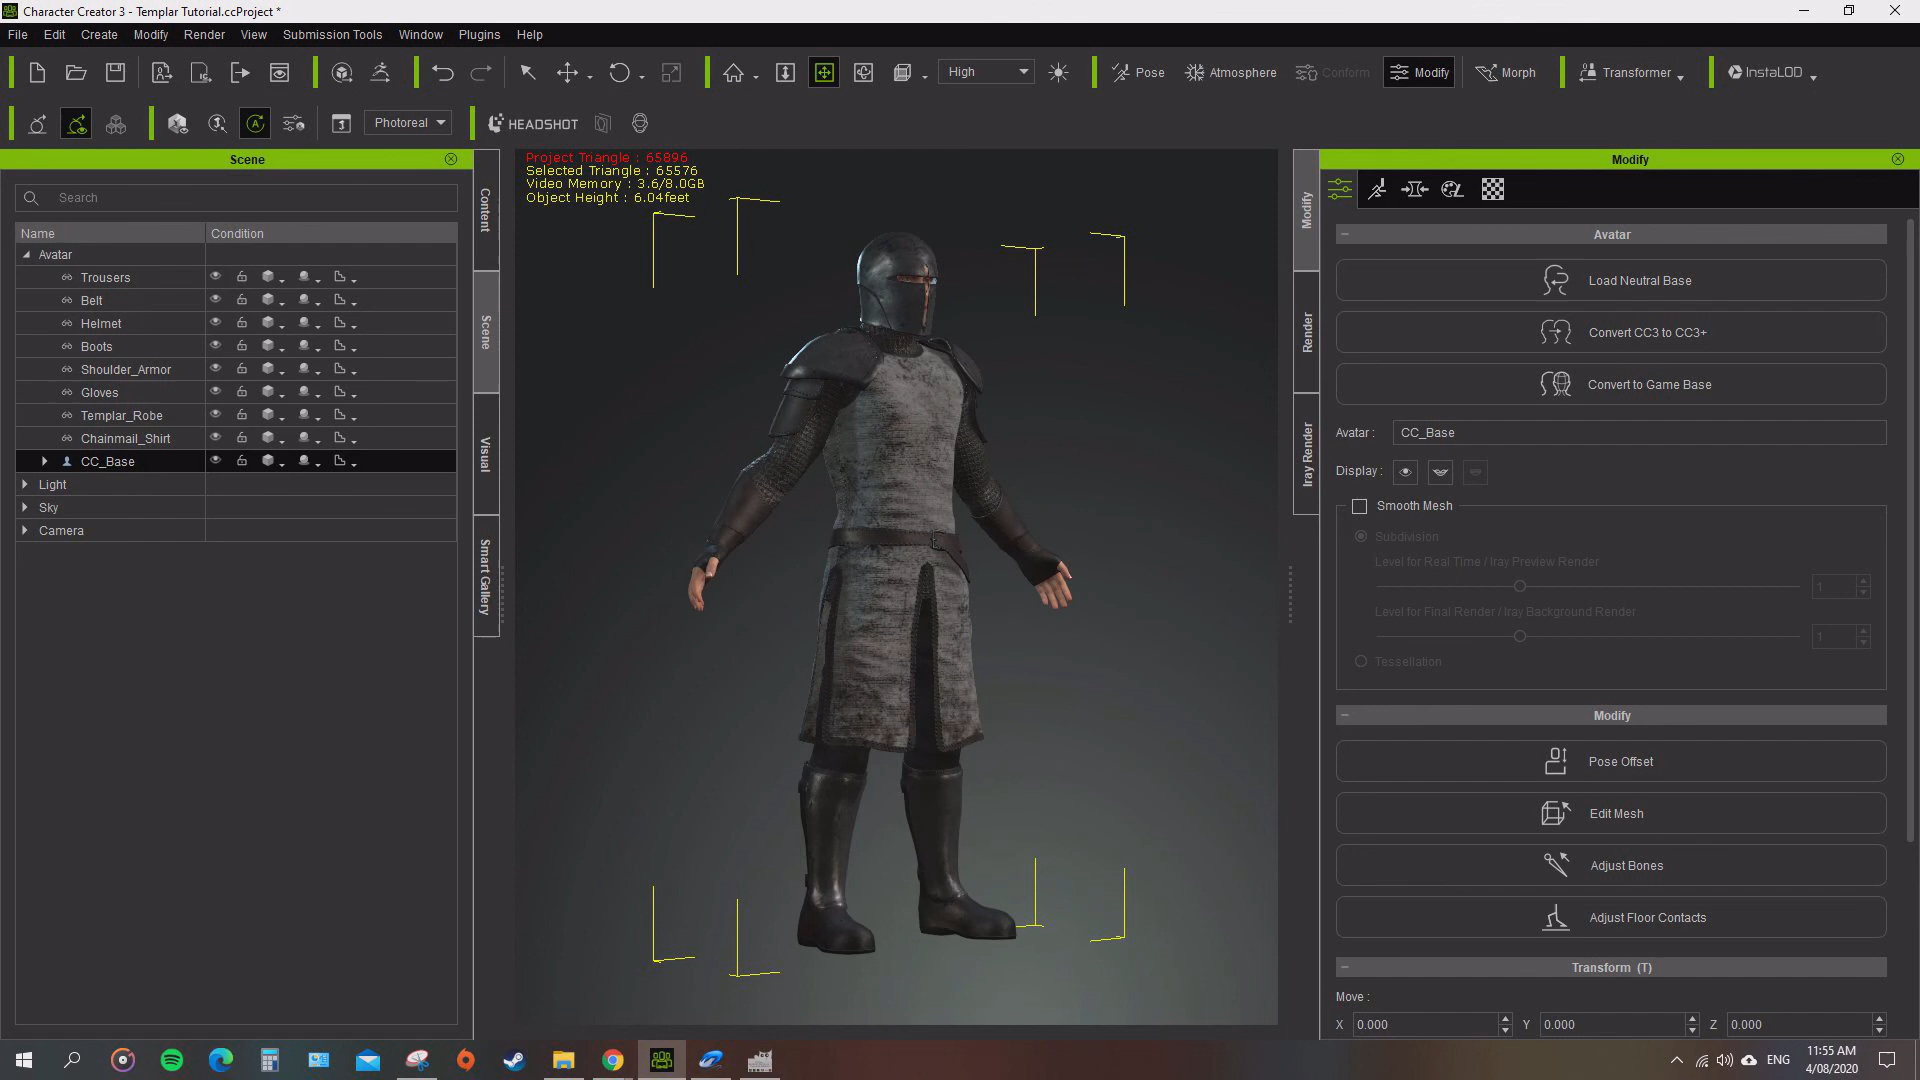 Character Creator 3 - Templar Tutorial.ccProject *
File Edit Create Modify Render View Submission Tools Window Plugins Help
High Pose Atmosphere Conform Modify Morph Transformer InstaLOD
Photoreal HEADSHOT
Scene
Search
Name Condition
Avatar
Trousers
Belt
Helmet
Boots
Shoulder_Armor
Gloves
Templar_Robe
Chainmail_Shirt
CC_Base
Light
Sky
Camera
Content
Scene
Visual
Smart Gallery
Project Triangle : 65896
Selected Triangle : 65576
Video Memory : 3.6/8.0GB
Object Height : 6.04feet
Modify
Render
Iray Render
Modify
Avatar
Load Neutral Base
Convert CC3 to CC3+
Convert to Game Base
Avatar : CC_Base
Display :
Smooth Mesh
Subdivision
Level for Real Time / Iray Preview Render
1
Level for Final Render / Iray Background Render
1
Tessellation
Modify
Pose Offset
Edit Mesh
Adjust Bones
Adjust Floor Contacts
Transform (T)
Move :
X 0.000 Y 0.000 Z 0.000
ENG
11:55 AM
4/08/2020